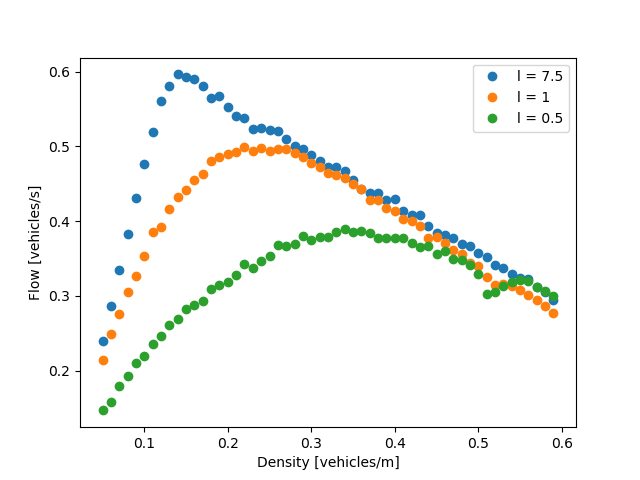 0.6
0.5
0.4
0.3
0.2
Flow [vehicles/s]
l = 7.5
l = 1
l = 0.5
0.1
0.2
0.3
0.4
0.5
0.6
Density [vehicles/m]